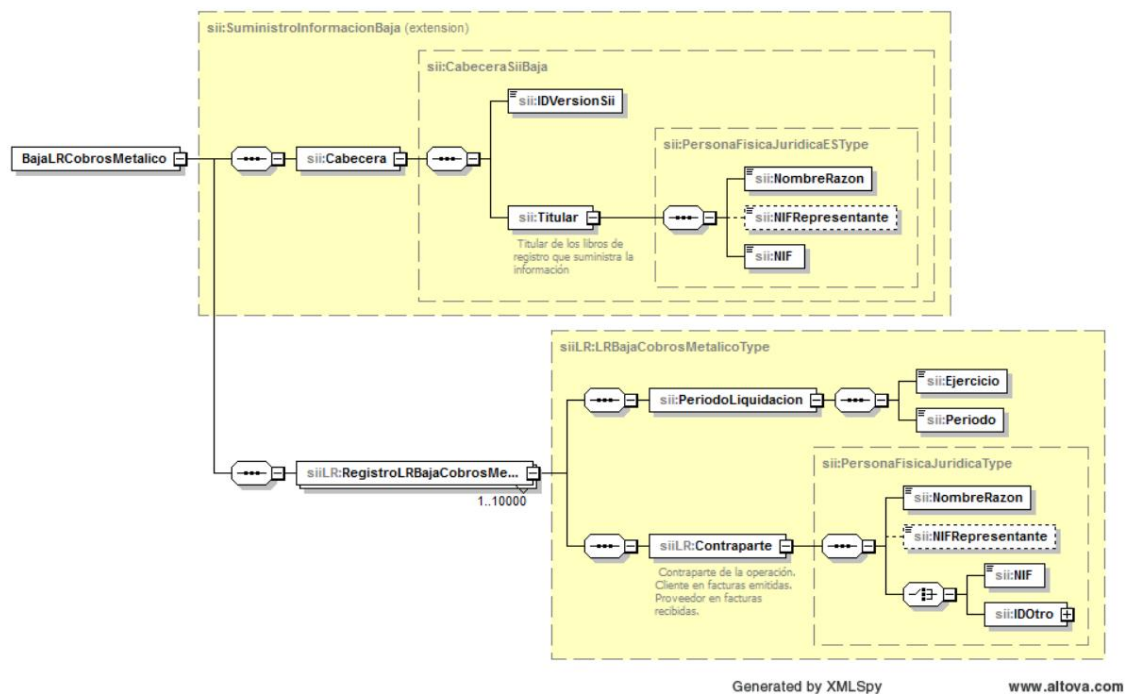 sii:SuministroInformacionBaja (extension)
sii:CabeceraSiiBaja
sii:IDVersionSii
sii:PersonaFisicaJuridicaESType
BajaLRCobrosMetalico
sii:Cabecera
sii:NombreRazon
sii:Titular
sii:NIFRepresentante
Titular de los libros de
registro que suministra la
información
sii:NIF
siiLR:LRBajaCobrosMetalicoType
sii:Ejercicio
sii:PeriodoLiquidacion
sii:Periodo
sii:PersonaFisicaJuridicaType
siiLR:RegistroLRBajaCobrosMe...
1..10000
sii:NombreRazon
siiLR:Contraparte
sii:NIFRepresentante
Contraparte de la operación.
Cliente en facturas emitidas.
Proveedor en facturas
recibidas.
sii:NIF
sii:IDOtro
Generated by XMLSpy
www.altova.com